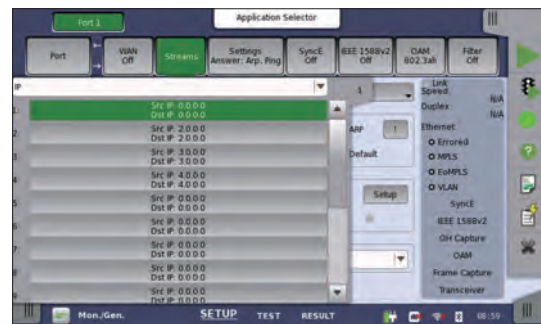 Port 1
Application Selector
Port
WAN
Off
Streams
Settings
Answer: Arp, Ping
SyncE
Off
IEEE 1588v2
Off
OAM
802.3ah
Filter
Off
IP
1
Link
Speed
N/A
Duplex
N/A
1
Src IP: 0.0.0.0
Dst IP: 0.0.0.0
2
Src IP: 2.0.0.0
Dst IP: 2.0.0.0
3
Src IP: 3.0.0.0
Dst IP: 3.0.0.0
4
Src IP: 4.0.0.0
Dst IP: 4.0.0.0
5
Src IP: 0.0.0.0
Dst IP: 0.0.0.0
6
Src IP: 0.0.0.0
Dst IP: 0.0.0.0
7
Src IP: 0.0.0.0
Dst IP: 0.0.0.0
8
Src IP: 0.0.0.0
Dst IP: 0.0.0.0
Src IP: 0.0.0.0
Dst IP: 0.0.0.0
ARP
!
Default
Setup
Ethernet
Errored
MPLS
EoMPLS
VLAN
SyncE
IEEE 1588v2
OH Capture
OAM
Frame Capture
Transceiver
Mon./Gen.
SETUP
TEST
RESULT
08:59